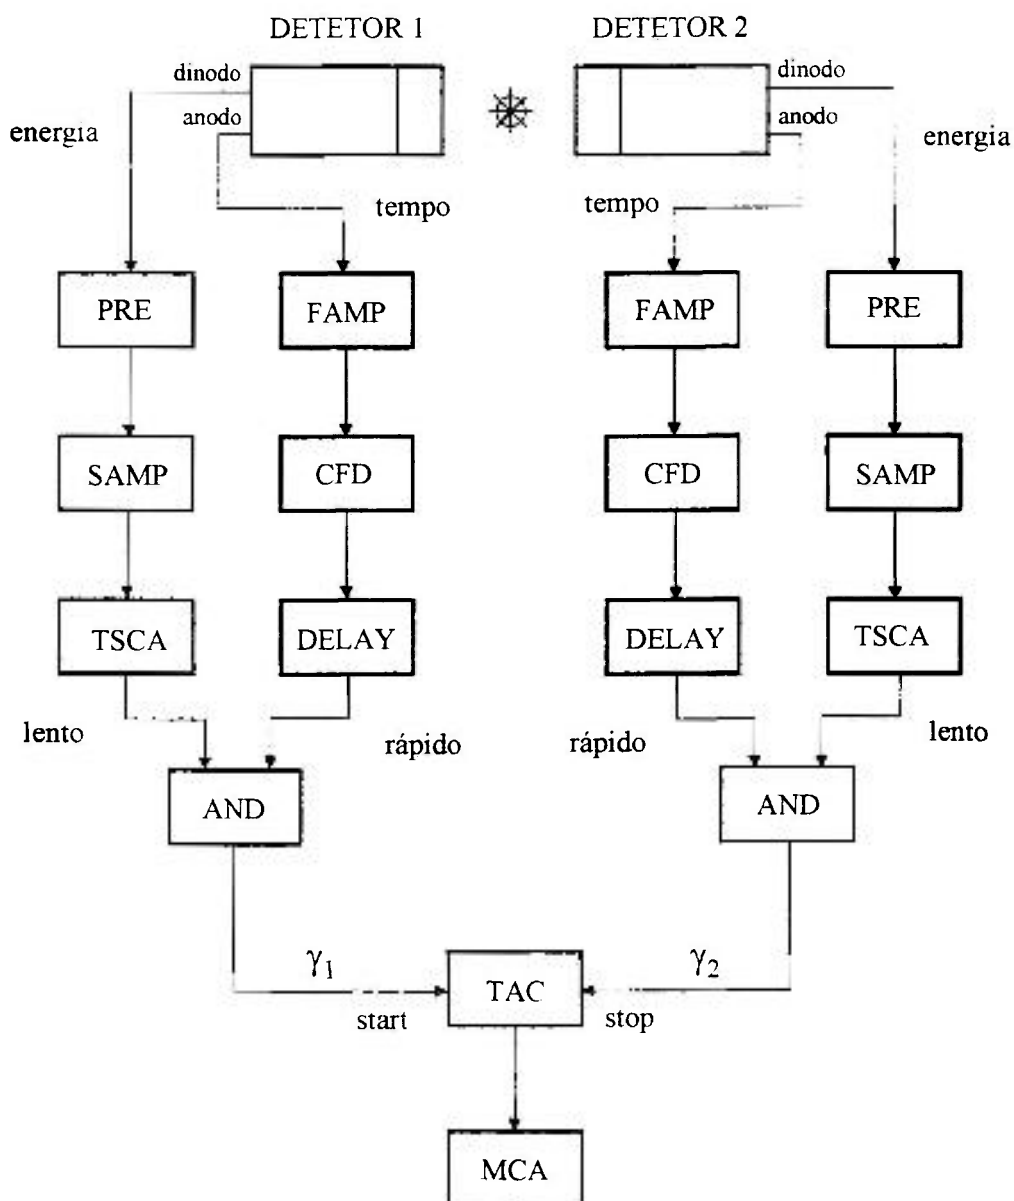 DETETOR 1 DETETOR 2
dinodo dinodo
anodo anodo
energia energia
tempo tempo
PRE FAMP FAMP PRE
SAMP CFD CFD SAMP
TSCA DELAY DELAY TSCA
lento rápido rápido lento
AND AND
γ1 TAC γ2
start stop
MCA